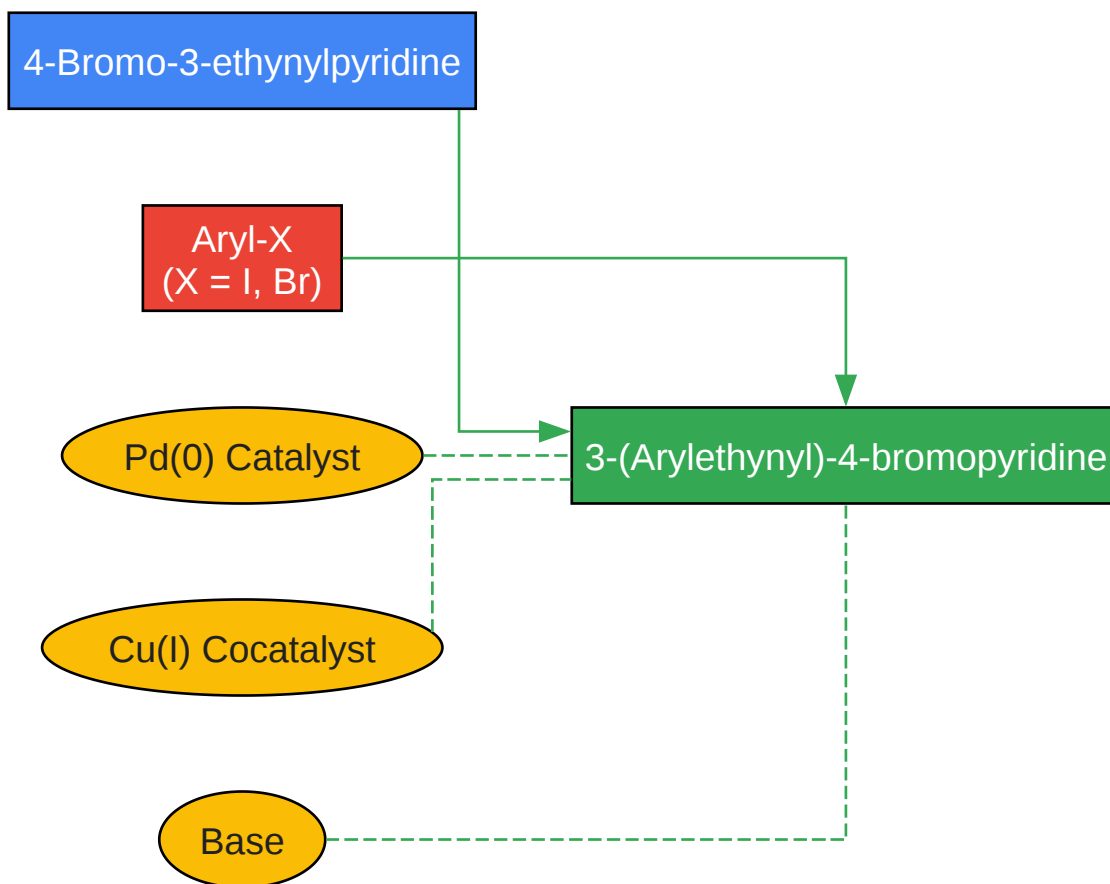 4-Bromo-3-ethynylpyridine
Aryl-X
(X = I, Br)
Pd(0) Catalyst
3-(Arylethynyl)-4-bromopyridine
Cu(I) Cocatalyst
Base